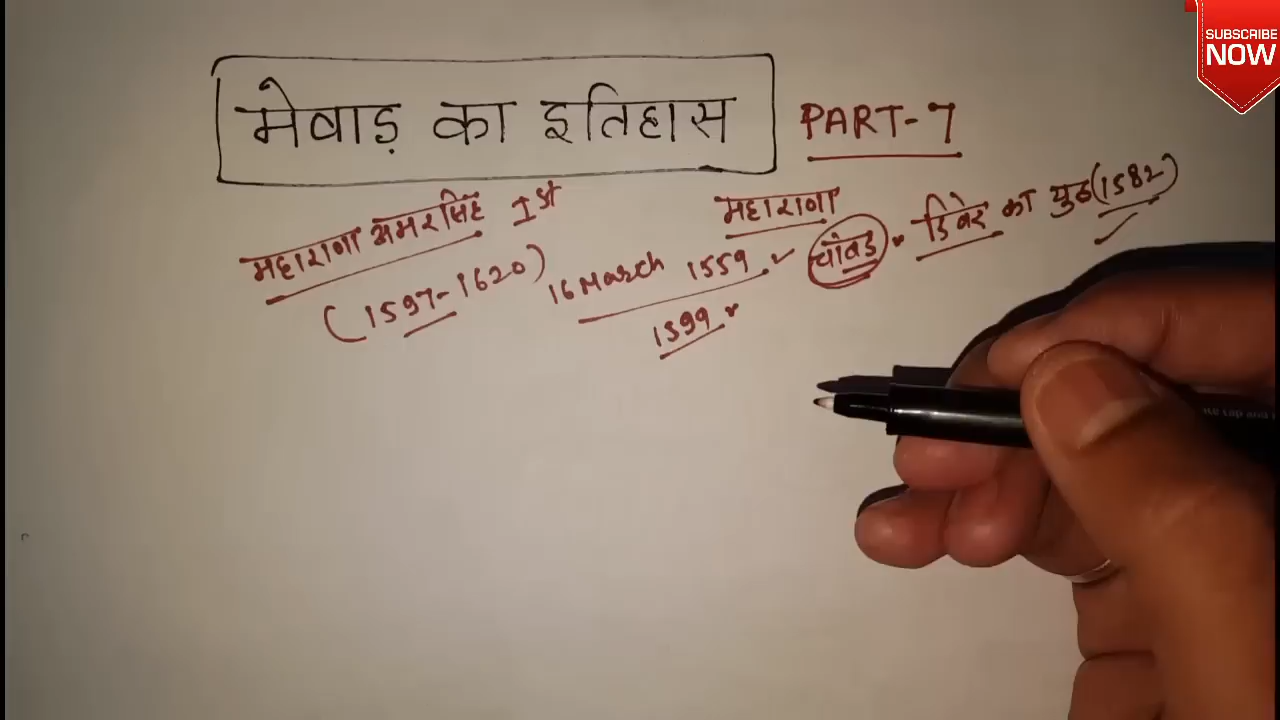 SUBSCRIBE
NOW
मेवाड़ का इतिहास PART-7
महाराणा अमरसिंह Ist
(1597-1620)
महाराणा
16 March 1559
1599
चांवड
दिवेर का युद्ध (1582)